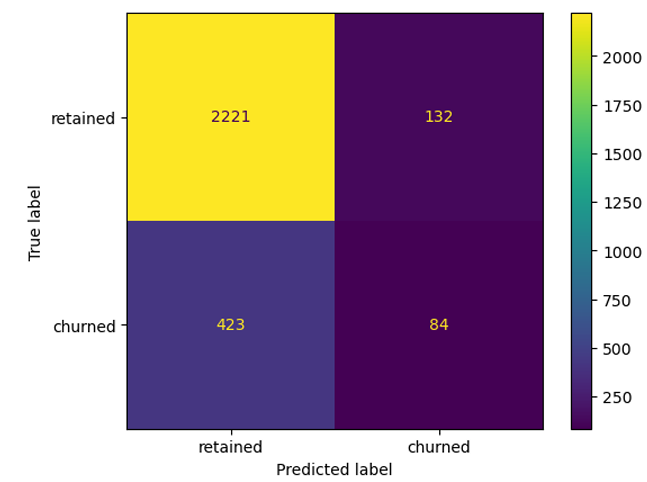 True label
retained
churned
2221
132
423
84
retained
churned
Predicted label
2000
1750
1500
1250
1000
750
500
250